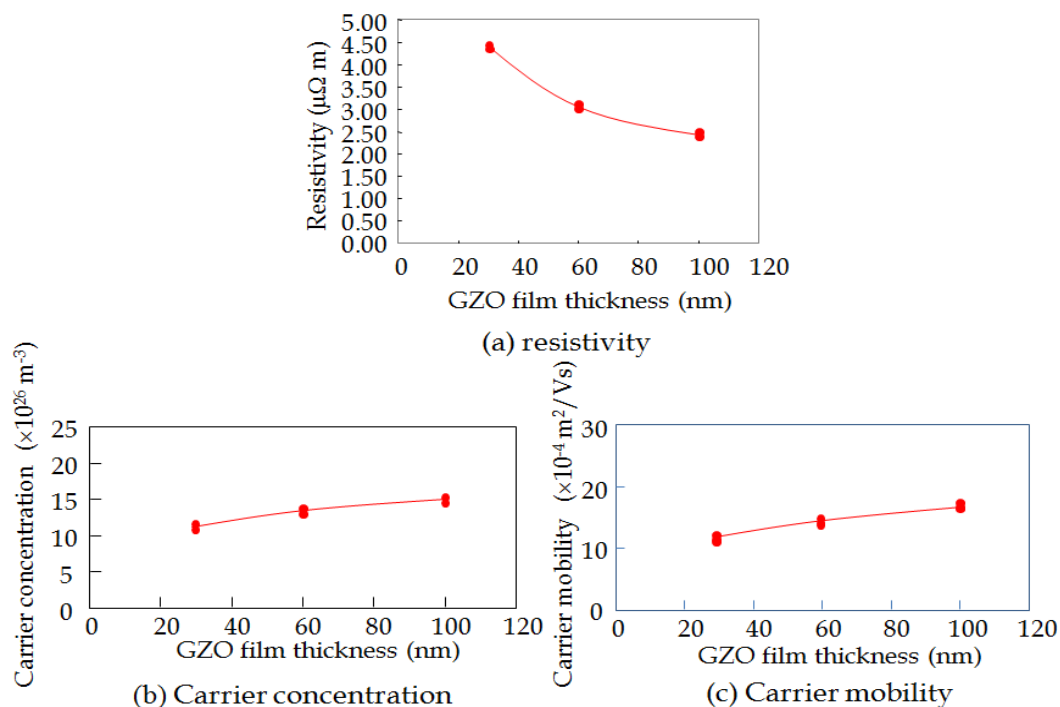 Resistivity (μΩ m)
5.00
4.50
4.00
3.50
3.00
2.50
2.00
1.50
1.00
0.50
0.00
0 20 40 60 80 100 120
GZO film thickness (nm)
(a) resistivity
Carrier concentration (×10²⁶ m⁻³)
25
20
15
10
5
0
0 20 40 60 80 100 120
GZO film thickness (nm)
(b) Carrier concentration
Carrier mobility (×10⁻⁴ m²/Vs)
30
20
10
0
0 20 40 60 80 100 120
GZO film thickness (nm)
(c) Carrier mobility